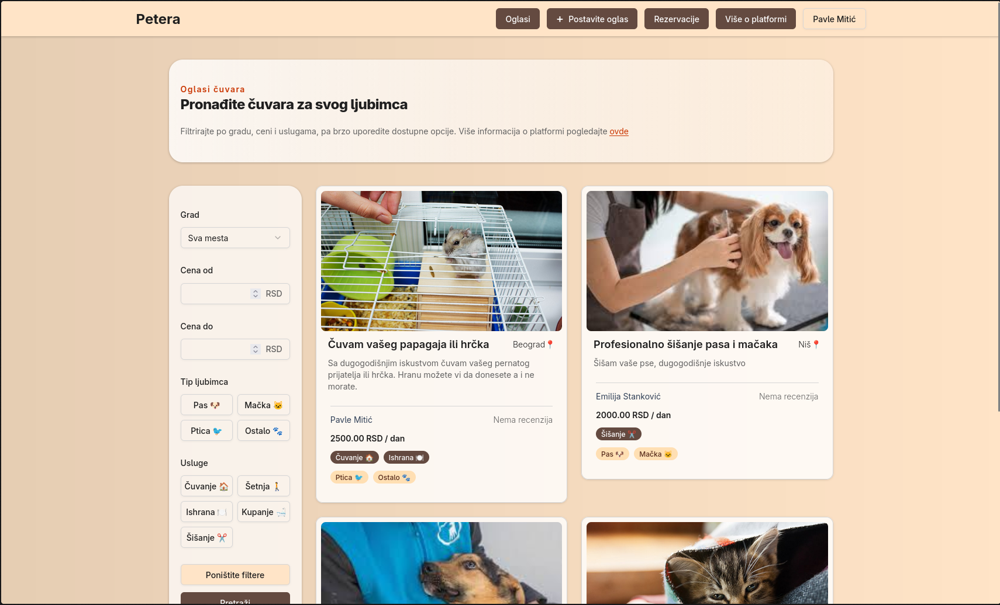 Petera
Oglasi
+ Postavite oglas
Rezervacije
Više o platformi
Pavle Mitić
Oglasi čuvara
Pronađite čuvara za svog ljubimca
Filtrirajte po gradu, ceni i uslugama, pa brzo uporedite dostupne opcije. Više informacija o platformi pogledajte ovde
Grad
Sva mesta
Cena od
RSD
Cena do
RSD
Tip ljubimca
Pas 🐶
Mačka 🐱
Ptica 🐦
Ostalo 🐾
Usluge
Čuvanje 🏠
Šetnja 🚶
Ishrana 🍽️
Kupanje 🛁
Šišanje ✂️
Poništite filtere
Pretraži
Čuvam vašeg papagaja ili hrčka
Beograd📍
Sa dugogodišnjim iskustvom čuvam vašeg pernatog
prijatelja ili hrčka. Hranu možete vi da donesete a i ne
morate.
Pavle Mitić
Nema recenzija
2500.00 RSD / dan
Čuvanje 🏠
Ishrana 🍽️
Ptica 🐦
Ostalo 🐾
Profesionalno šišanje pasa i mačaka
Niš📍
Šišam vaše pse, dugogodišnje iskustvo
Emilija Stanković
Nema recenzija
2000.00 RSD / dan
Šišanje ✂️
Pas 🐶
Mačka 🐱